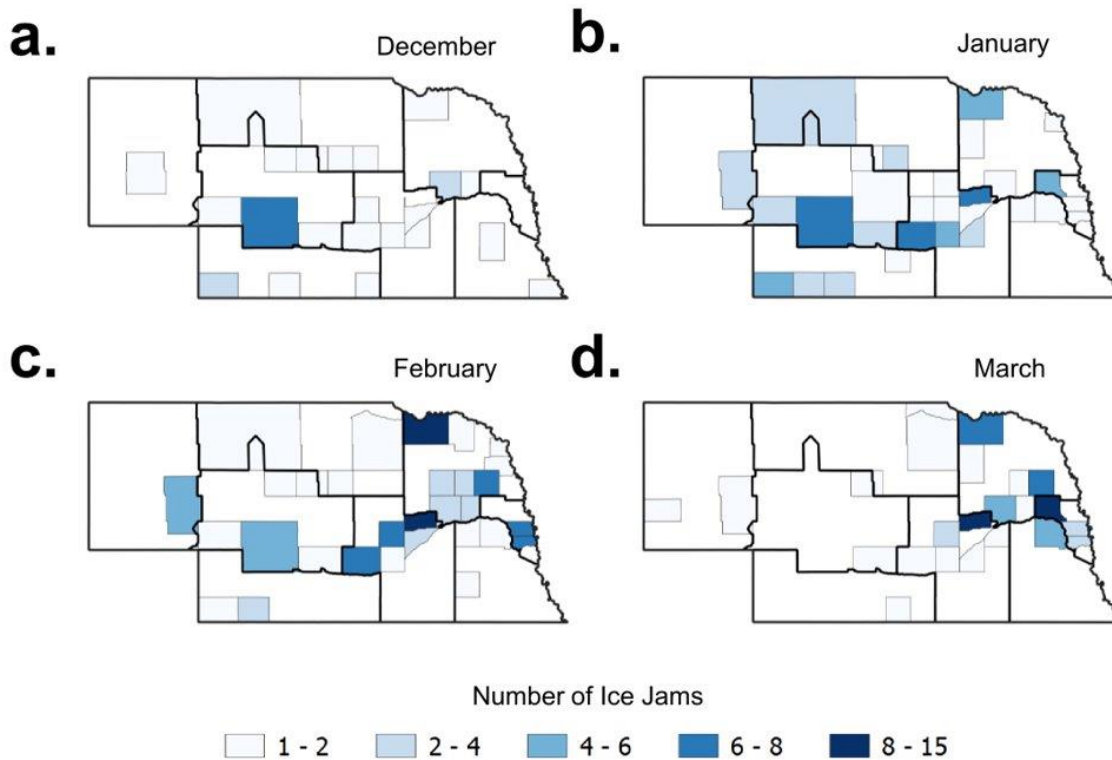 a.
December
b.
January
c.
February
d.
March
Number of Ice Jams
1 - 2
2 - 4
4 - 6
6 - 8
8 - 15